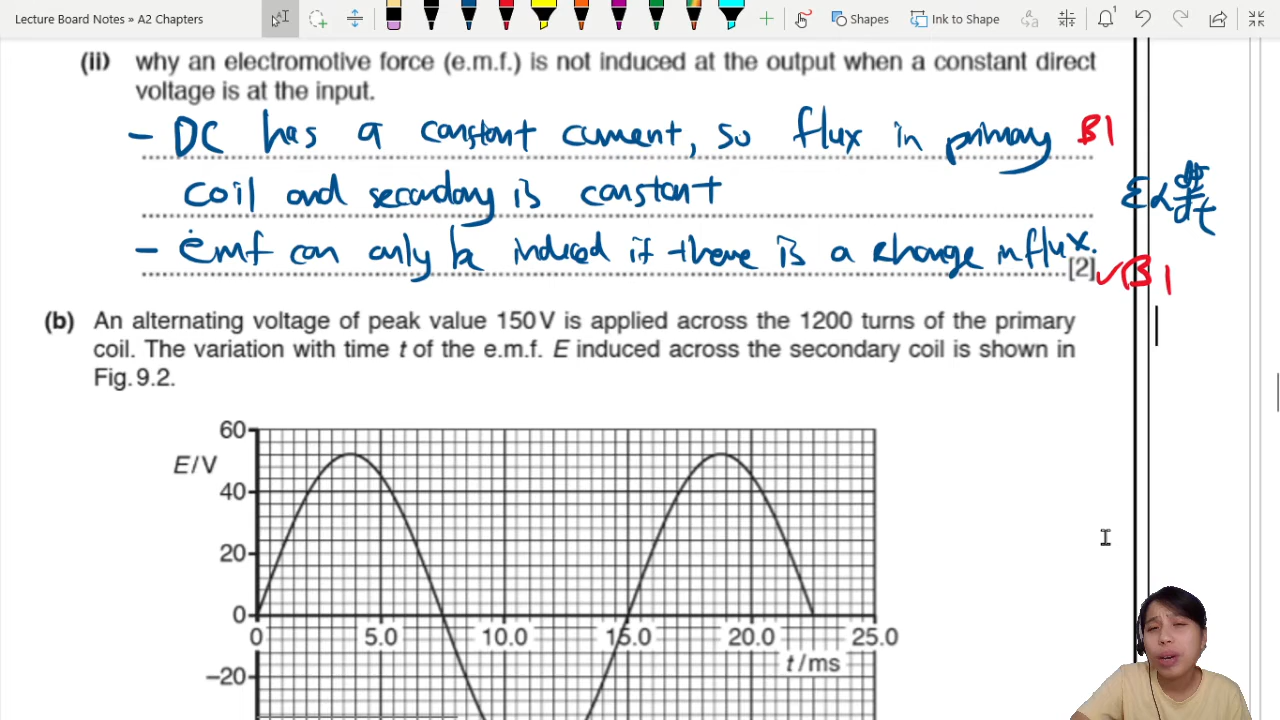 Lecture Board Notes » A2 Chapters
Shapes
Ink to Shape
(ii) why an electromotive force (e.m.f.) is not induced at the output when a constant direct
voltage is at the input.
- DC has a constant current, so flux in primary B1
coil and secondary is constant
ε α dΦ/dt
- emf can only be induced if there is a change in flux.
[2] ✓B1
(b) An alternating voltage of peak value 150 V is applied across the 1200 turns of the primary
coil. The variation with time t of the e.m.f. E induced across the secondary coil is shown in
Fig. 9.2.
60
E/V
40
20
0
0 5.0 10.0 15.0 20.0 25.0
t/ms
-20